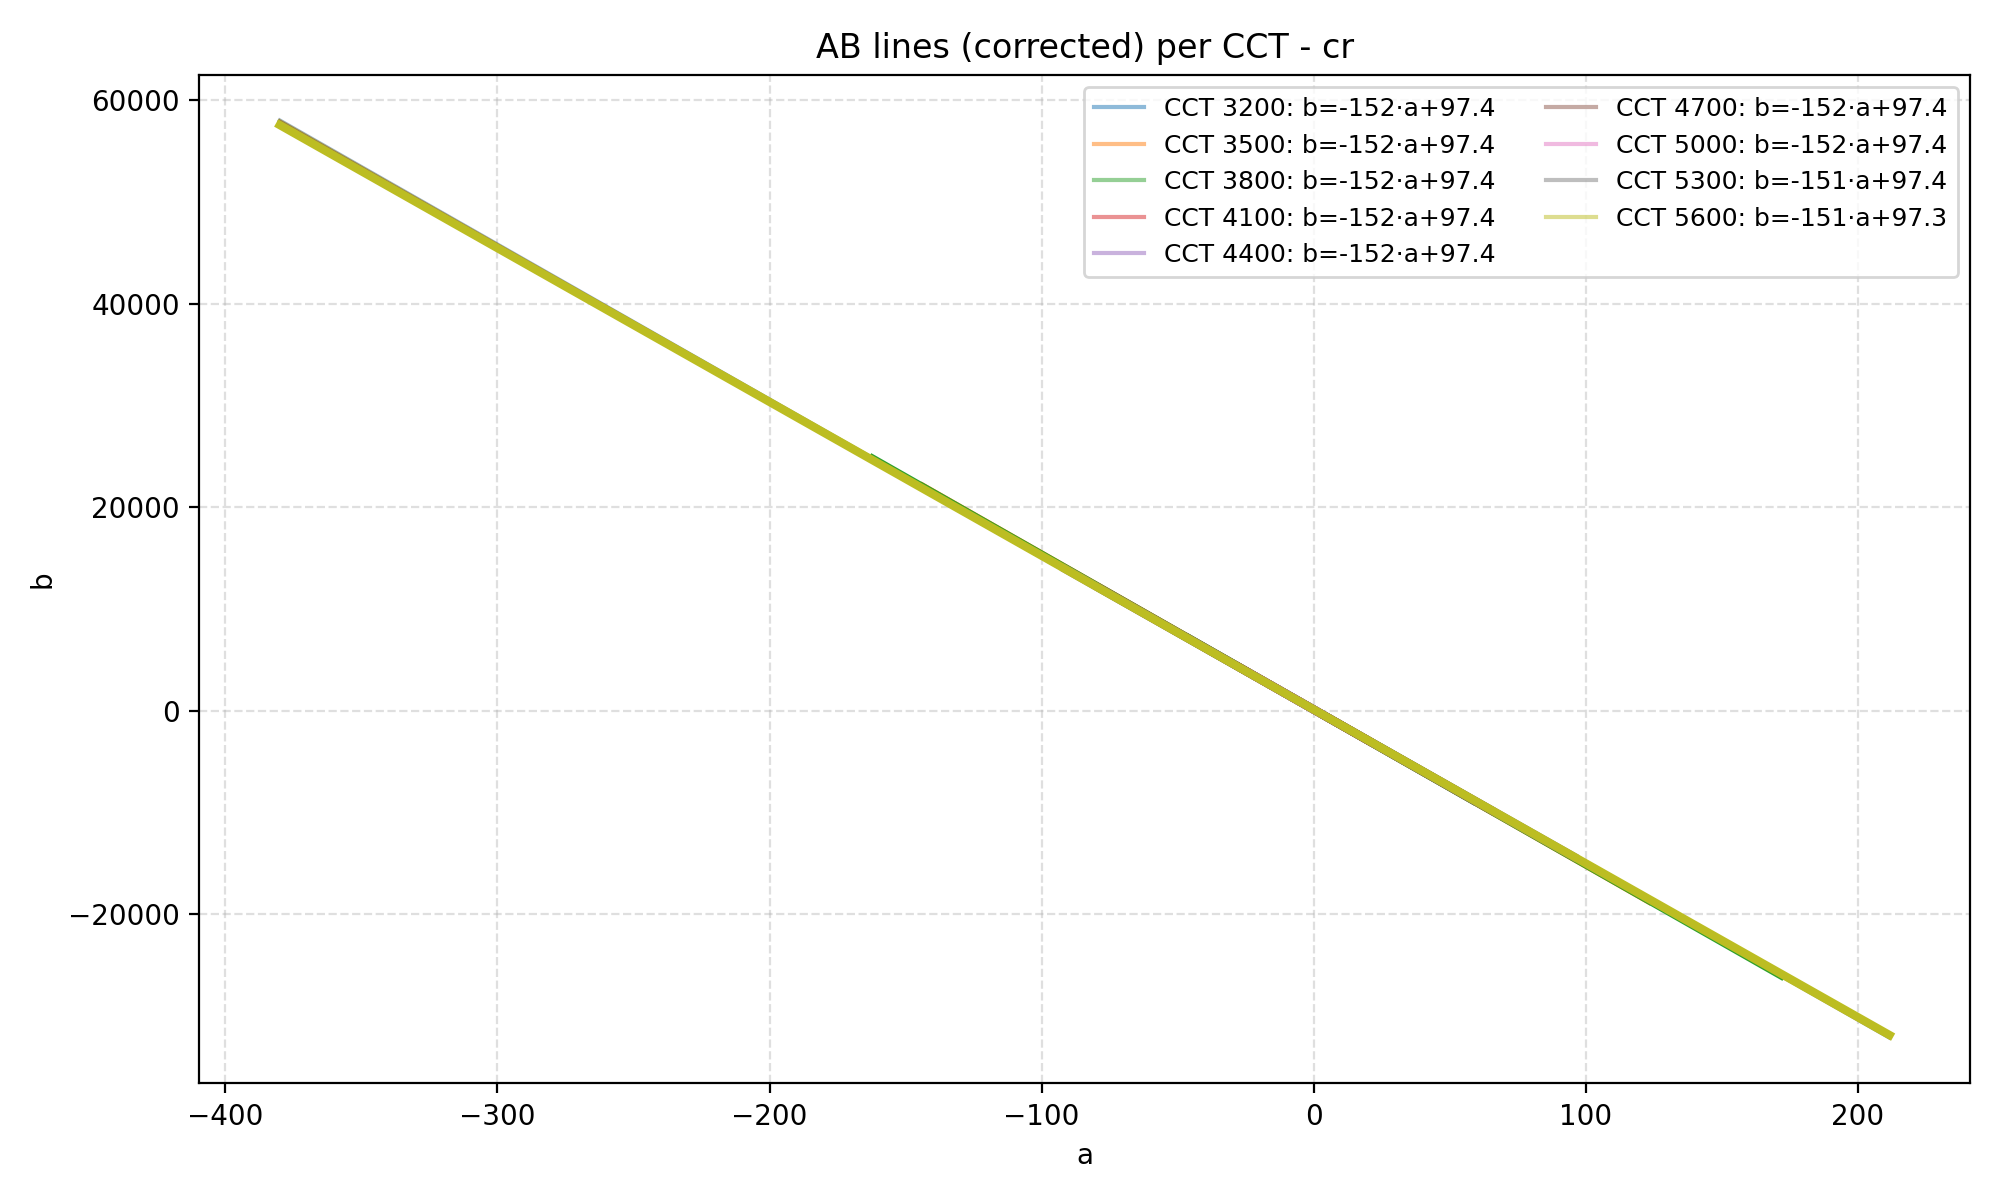 AB lines (corrected) per CCT - cr
60000
40000
20000
0
−20000
b
CCT 3200: b=-152·a+97.4
CCT 3500: b=-152·a+97.4
CCT 3800: b=-152·a+97.4
CCT 4100: b=-152·a+97.4
CCT 4400: b=-152·a+97.4
CCT 4700: b=-152·a+97.4
CCT 5000: b=-152·a+97.4
CCT 5300: b=-151·a+97.4
CCT 5600: b=-151·a+97.3
−400 −300 −200 −100 0 100 200
a